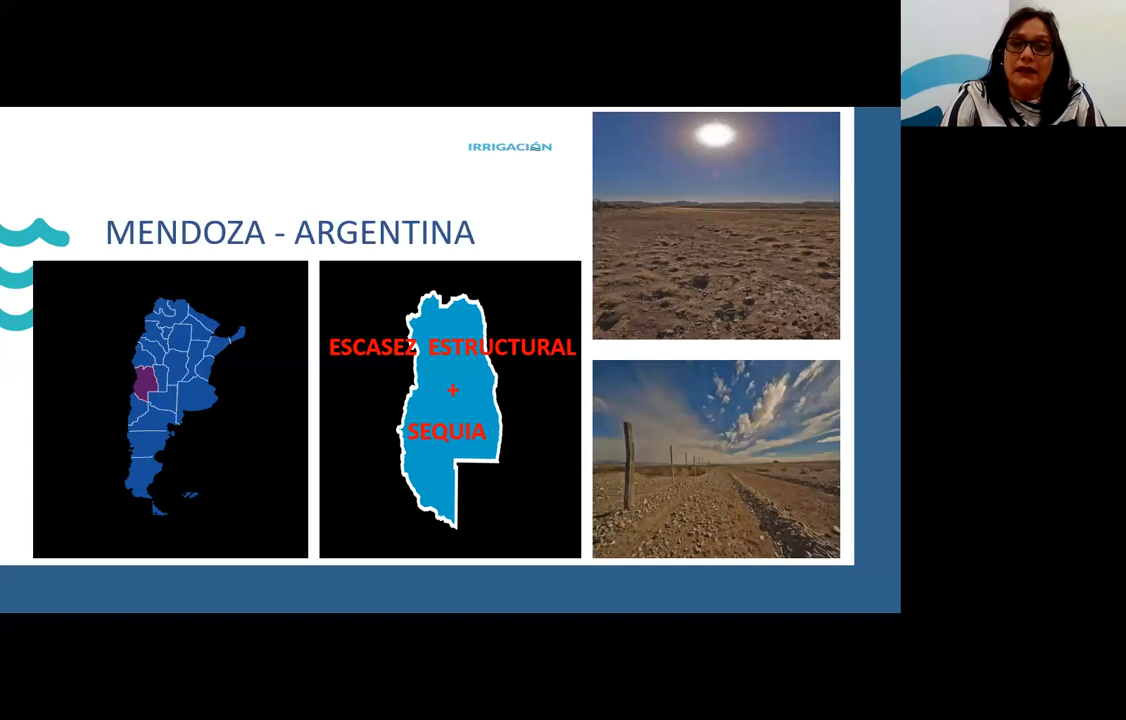 IRRIGACIÓN
MENDOZA - ARGENTINA
ESCASEZ ESTRUCTURAL
+
SEQUIA